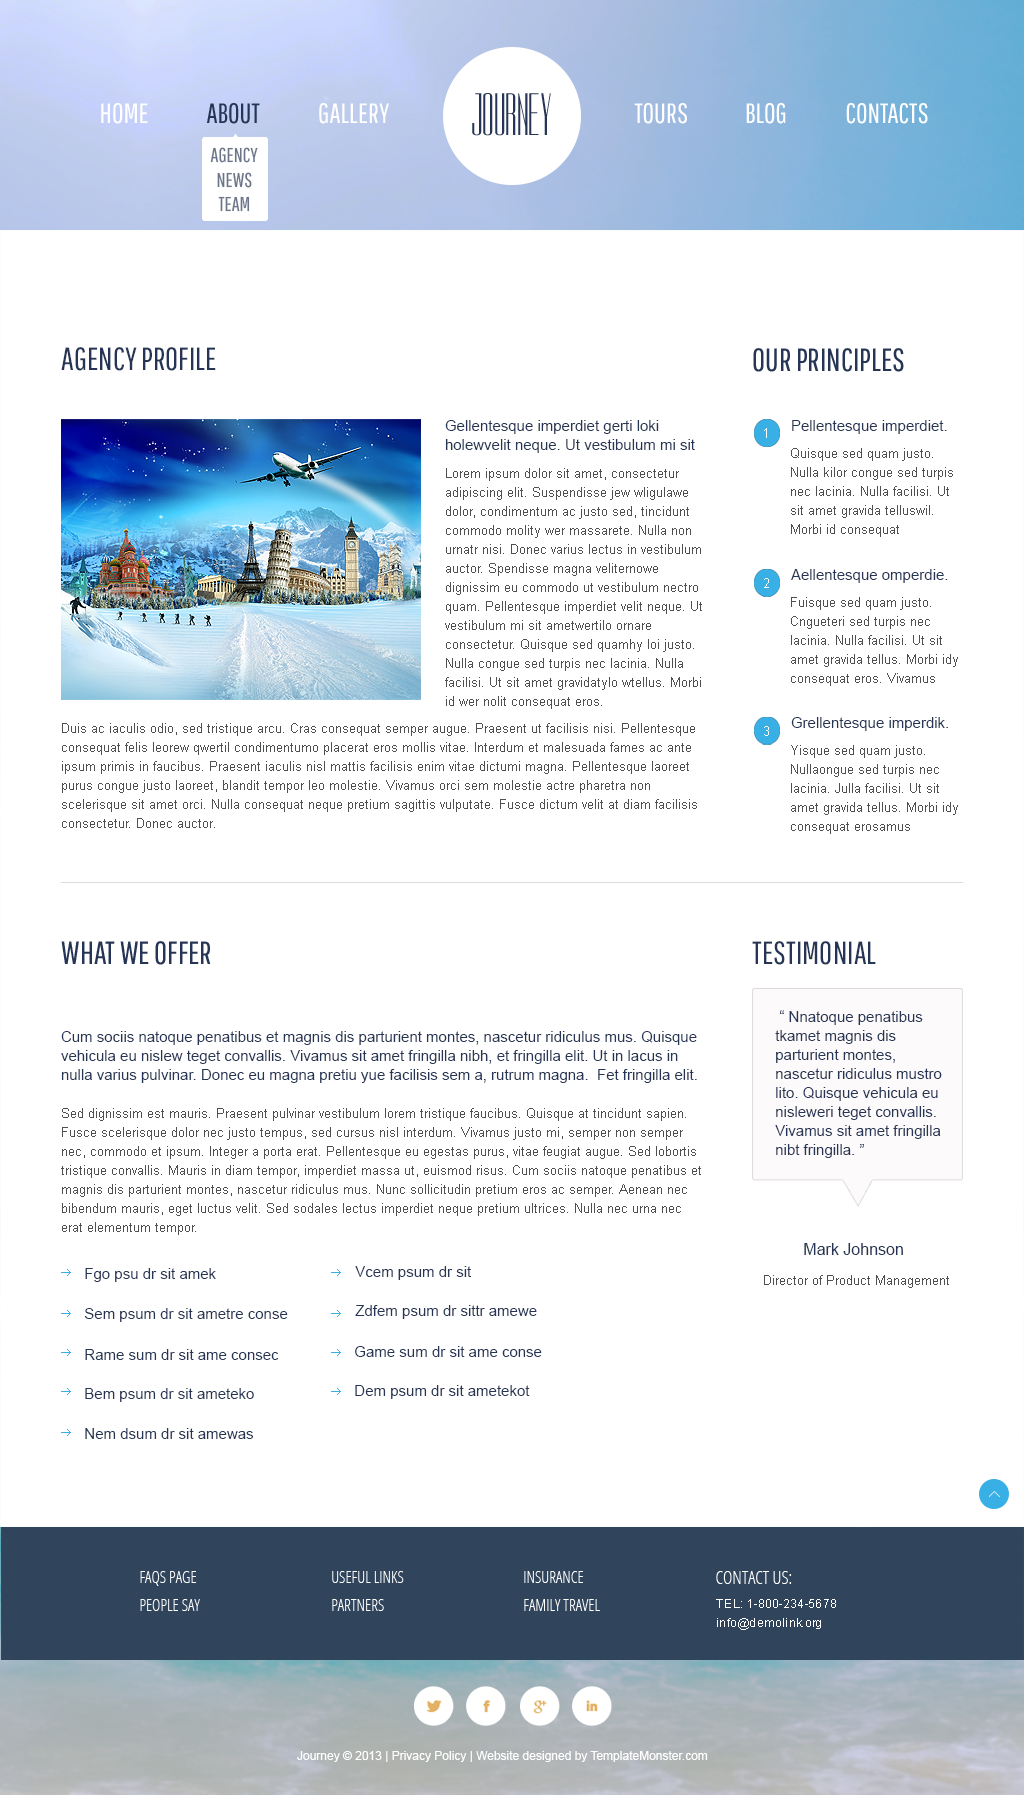 HOME
ABOUT
GALLERY
JOURNEY
TOURS
BLOG
CONTACTS
AGENCY
NEWS
TEAM
AGENCY PROFILE
Gellentesque imperdiet gerti loki
holewvelit neque. Ut vestibulum mi sit
Lorem ipsum dolor sit amet, consectetur
adipiscing elit. Suspendisse jew wligulawe
dolor, condimentum ac justo sed, tincidunt
commodo molity wer massarete. Nulla non
urnatr nisi. Donec varius lectus in vestibulum
auctor. Spendisse magna veliternowe
dignissim eu commodo ut vestibulum nectro
quam. Pellentesque imperdiet velit neque. Ut
vestibulum mi sit ametwertilo ornare
consectetur. Quisque sed quamhy loi justo.
Nulla congue sed turpis nec lacinia. Nulla
facilisi. Ut sit amet gravidatylo wtellus. Morbi
id wer nolit consequat eros.
Duis ac iaculis odio, sed tristique arcu. Cras consequat semper augue. Praesent ut facilisis nisi. Pellentesque
consequat felis leorew qwertil condimentumo placerat eros mollis vitae. Interdum et malesuada fames ac ante
ipsum primis in faucibus. Praesent iaculis nisl mattis facilisis enim vitae dictumi magna. Pellentesque laoreet
purus congue justo laoreet, blandit tempor leo molestie. Vivamus orci sem molestie actre pharetra non
scelerisque sit amet orci. Nulla consequat neque pretium sagittis vulputate. Fusce dictum velit at diam facilisis
consectetur. Donec auctor.
OUR PRINCIPLES
1
Pellentesque imperdiet.
Quisque sed quam justo.
Nulla kilor congue sed turpis
nec lacinia. Nulla facilisi. Ut
sit amet gravida telluswil.
Morbi id consequat
2
Aellentesque omperdie.
Fuisque sed quam justo.
Cngueteri sed turpis nec
lacinia. Nulla facilisi. Ut sit
amet gravida tellus. Morbi idy
consequat eros. Vivamus
3
Grellentesque imperdik.
Yisque sed quam justo.
Nullaongue sed turpis nec
lacinia. Julla facilisi. Ut sit
amet gravida tellus. Morbi idy
consequat erosamus
WHAT WE OFFER
Cum sociis natoque penatibus et magnis dis parturient montes, nascetur ridiculus mus. Quisque
vehicula eu nislew teget convallis. Vivamus sit amet fringilla nibh, et fringilla elit. Ut in lacus in
nulla varius pulvinar. Donec eu magna pretiu yue facilisis sem a, rutrum magna. Fet fringilla elit.
Sed dignissim est mauris. Praesent pulvinar vestibulum lorem tristique faucibus. Quisque at tincidunt sapien.
Fusce scelerisque dolor nec justo tempus, sed cursus nisl interdum. Vivamus justo mi, semper non semper
nec, commodo et ipsum. Integer a porta erat. Pellentesque eu egestas purus, vitae feugiat augue. Sed lobortis
tristique convallis. Mauris in diam tempor, imperdiet massa ut, euismod risus. Cum sociis natoque penatibus et
magnis dis parturient montes, nascetur ridiculus mus. Nunc sollicitudin pretium eros ac semper. Aenean nec
bibendum mauris, eget luctus velit. Sed sodales lectus imperdiet neque pretium ultrices. Nulla nec urna nec
erat elementum tempor.
Fgo psu dr sit amek
Sem psum dr sit ametre conse
Rame sum dr sit ame consec
Bem psum dr sit ameteko
Nem dsum dr sit amewas
Vcem psum dr sit
Zdfem psum dr sittr amewe
Game sum dr sit ame conse
Dem psum dr sit ametekot
TESTIMONIAL
“ Nnatoque penatibus
tkamet magnis dis
parturient montes,
nascetur ridiculus mustro
lito. Quisque vehicula eu
nisleweri teget convallis.
Vivamus sit amet fringilla
nibt fringilla. ”
Mark Johnson
Director of Product Management
FAQS PAGE
PEOPLE SAY
USEFUL LINKS
PARTNERS
INSURANCE
FAMILY TRAVEL
CONTACT US:
TEL: 1-800-234-5678
info@demolink.org
Journey © 2013 | Privacy Policy | Website designed by TemplateMonster.com